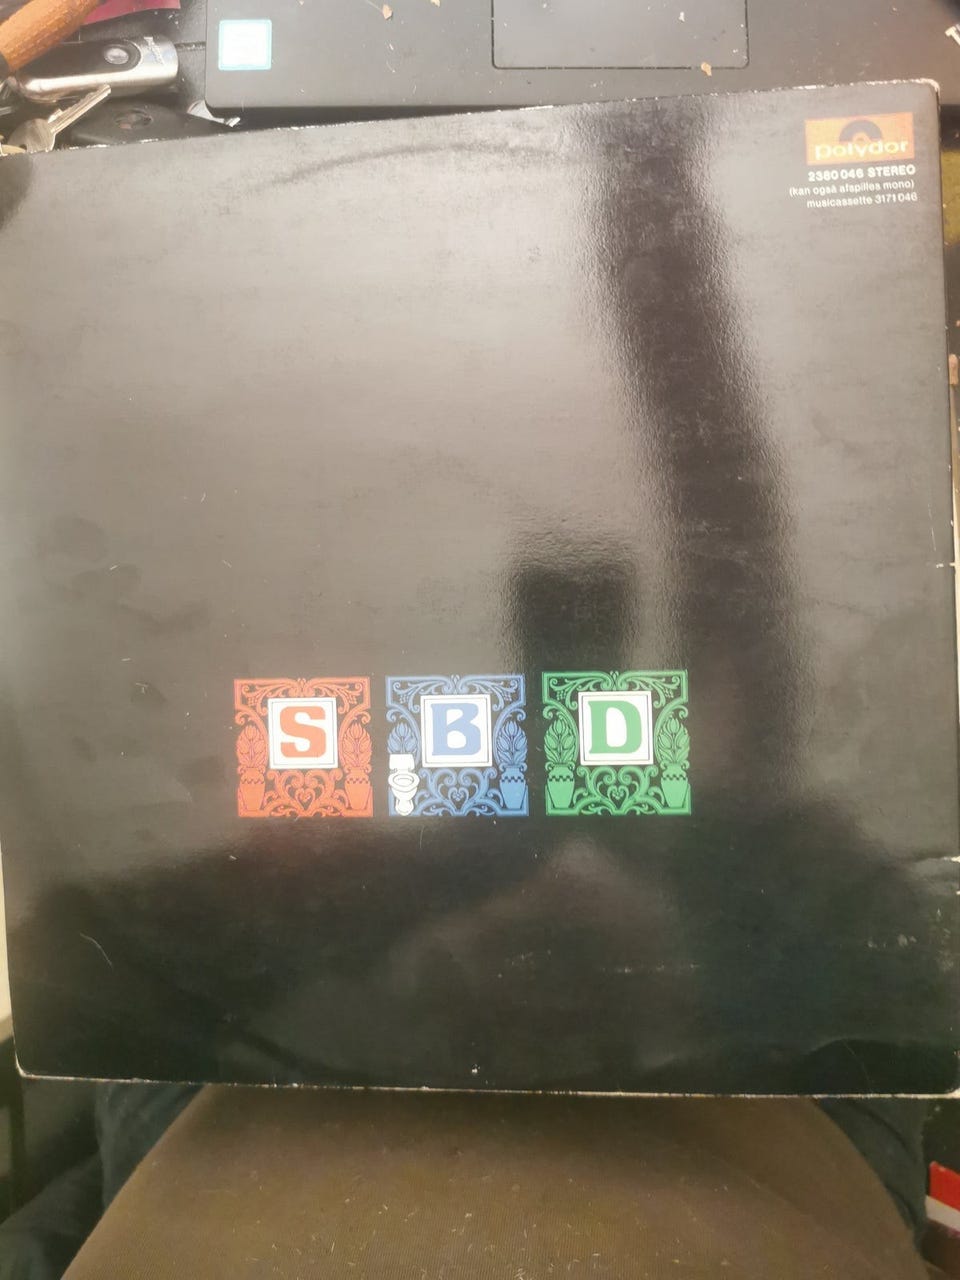 polydor
2380 046 STEREO
(kan også afspilles mono)
musicassette 3171 046
S B D